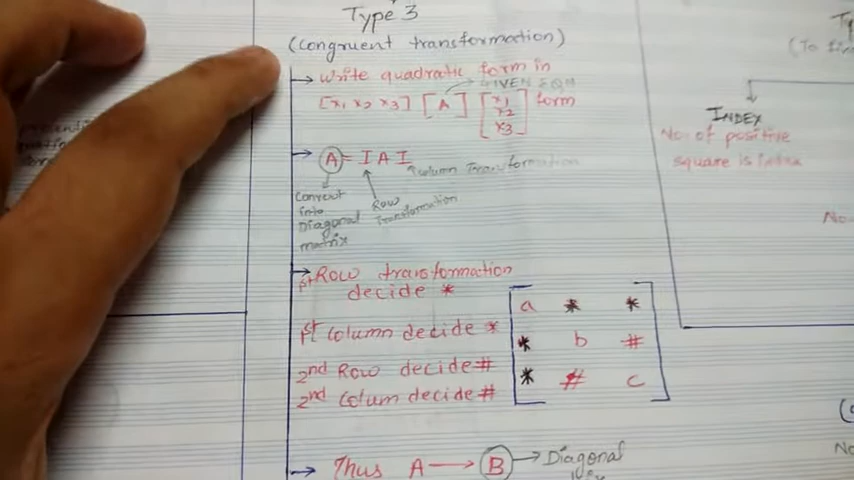 Type 3
(congruent transformation)
Write quadratic form in
GIVEN EQN
[x1 x2 x3] [A] [x1 x2 x3] form
A = I A I
Column Transformation
Convert into Diagonal matrix
Row Transformation
1st Row transformation
decide *
1st column decide *
2nd Row decide #
2nd Colum decide #
a * *
* b #
* # c
Thus A → B → Diagonal
INDEX
No. of positive
square is index
No